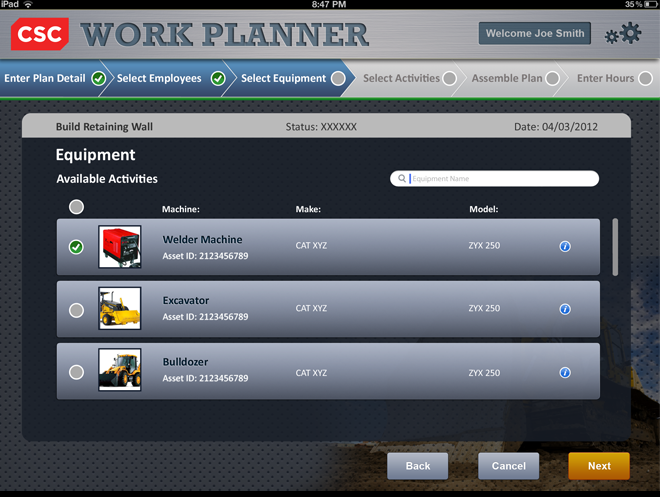 iPad 8:47 PM 35%
CSC WORK PLANNER Welcome Joe Smith
Enter Plan Detail Select Employees Select Equipment Select Activities Assemble Plan Enter Hours
Build Retaining Wall Status: XXXXXX Date: 04/03/2012
Equipment
Available Activities Equipment Name
Machine: Make: Model:
Welder Machine
Asset ID: 2123456789 CAT XYZ ZYX 250 i
Excavator
Asset ID: 2123456789 CAT XYZ ZYX 250 i
Bulldozer
Asset ID: 2123456789 CAT XYZ ZYX 250 i
Back Cancel Next